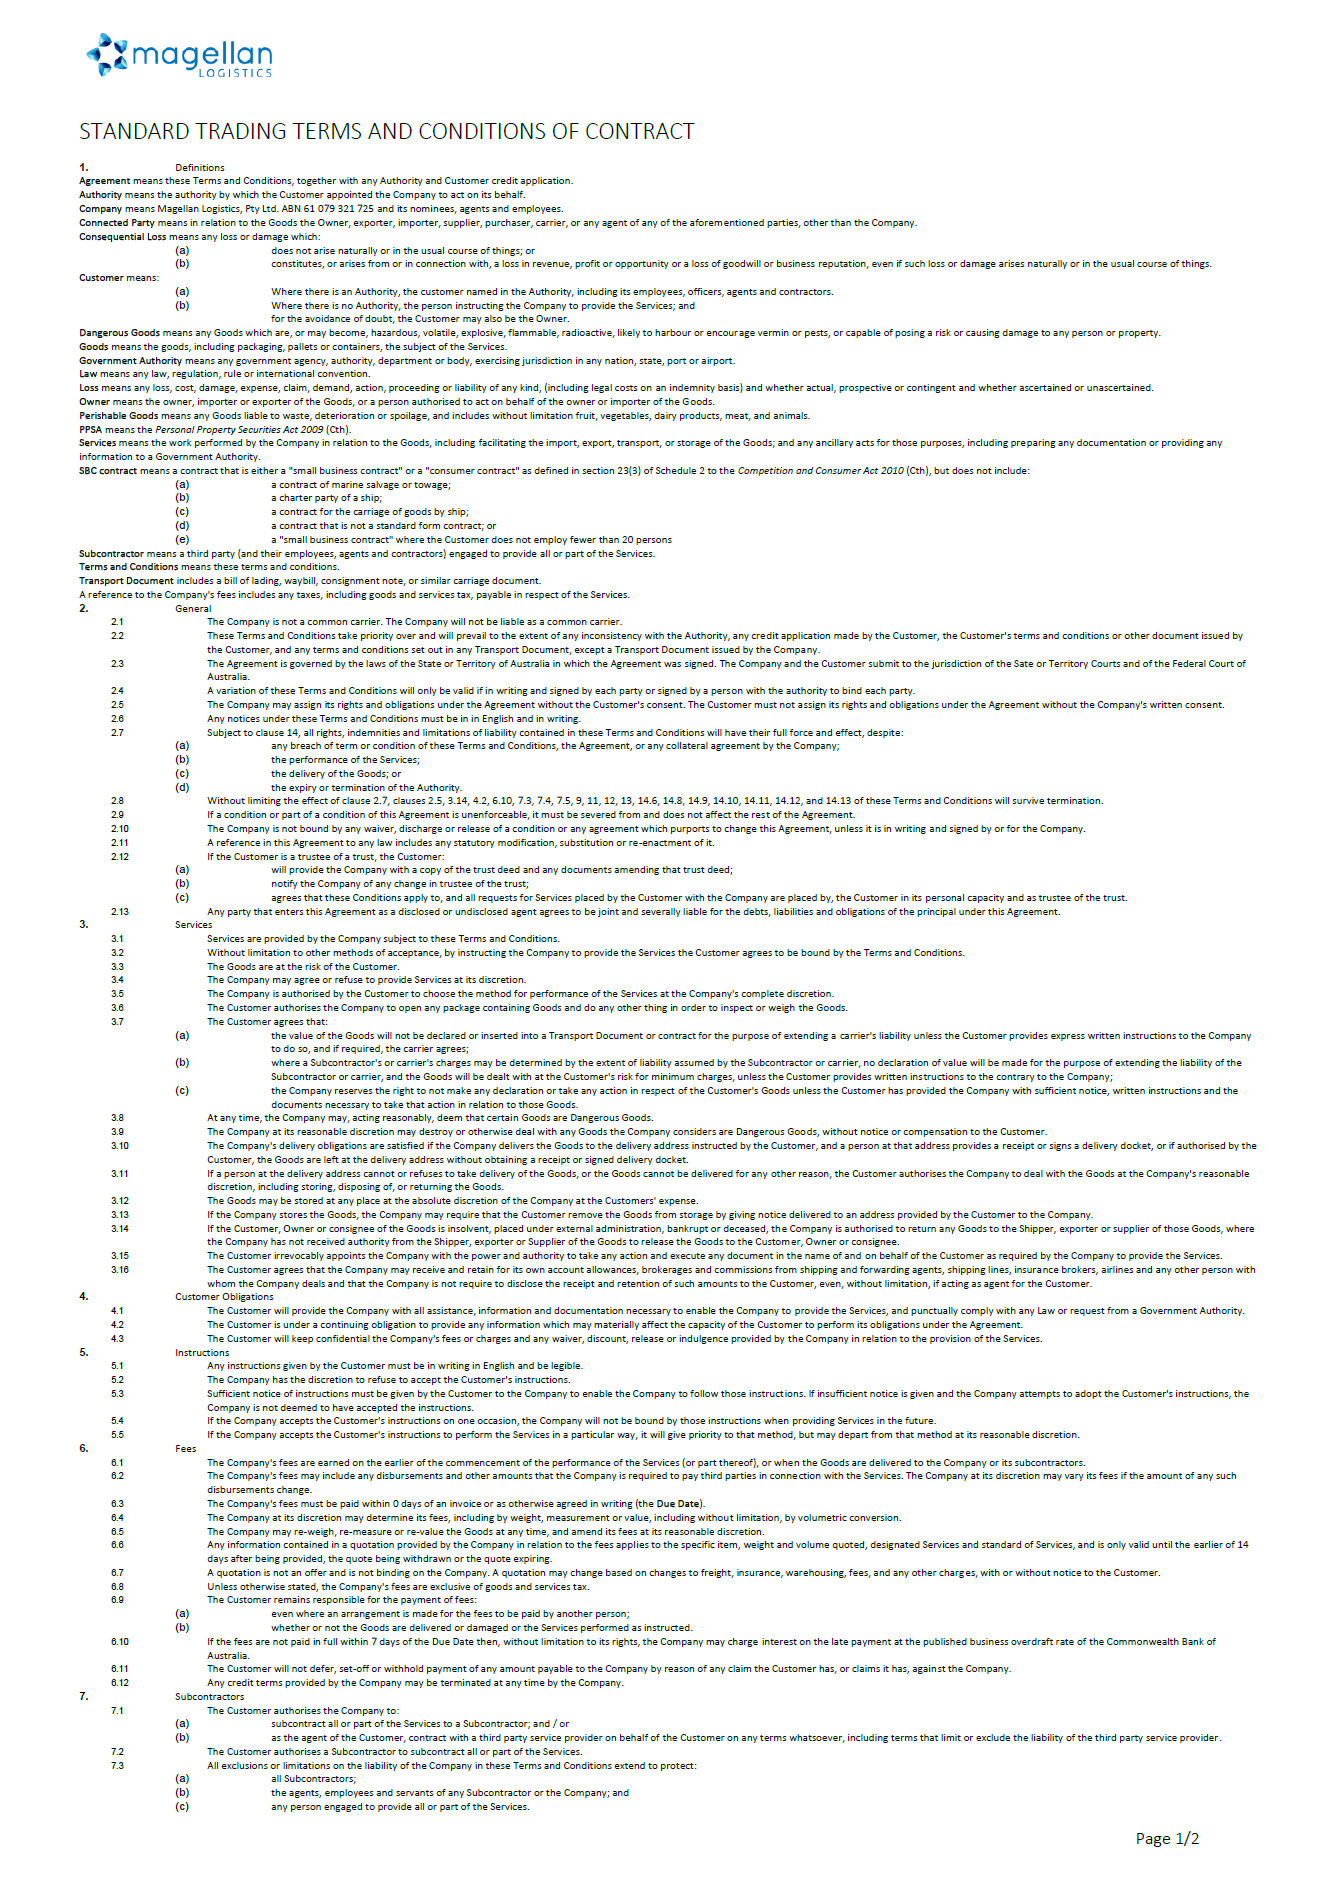 magellan
LOGISTICS
STANDARD TRADING TERMS AND CONDITIONS OF CONTRACT
1. Definitions
Agreement means these Terms and Conditions, together with any Authority and Customer credit application.
Authority means the authority by which the Customer appointed the Company to act on its behalf.
Company means Magellan Logistics, Pty Ltd. ABN 61 079 321 725 and its nominees, agents and employees.
Connected Party means in relation to the Goods the Owner, exporter, importer, supplier, purchaser, carrier, or any agent of any of the aforementioned parties, other than the Company.
Consequential Loss means any loss or damage which:
(a) does not arise naturally or in the usual course of things; or
(b) constitutes, or arises from or in connection with, a loss in revenue, profit or opportunity or a loss of goodwill or business reputation, even if such loss or damage arises naturally or in the usual course of things.
Customer means:
(a) Where there is an Authority, the customer named in the Authority, including its employees, officers, agents and contractors.
(b) Where there is no Authority, the person instructing the Company to provide the Services; and
for the avoidance of doubt, the Customer may also be the Owner.
Dangerous Goods means any Goods which are, or may become, hazardous, volatile, explosive, flammable, radioactive, likely to harbour or encourage vermin or pests, or capable of posing a risk or causing damage to any person or property.
Goods means the goods, including packaging, pallets or containers, the subject of the Services.
Government Authority means any government agency, authority, department or body, exercising jurisdiction in any nation, state, port or airport.
Law means any law, regulation, rule or international convention.
Loss means any loss, cost, damage, expense, claim, demand, action, proceeding or liability of any kind, (including legal costs on an indemnity basis) and whether actual, prospective or contingent and whether ascertained or unascertained.
Owner means the owner, importer or exporter of the Goods, or a person authorised to act on behalf of the owner or importer of the Goods.
Perishable Goods means any Goods liable to waste, deterioration or spoilage, and includes without limitation fruit, vegetables, dairy products, meat, and animals.
PPSA means the Personal Property Securities Act 2009 (Cth).
Services means the work performed by the Company in relation to the Goods, including facilitating the import, export, transport, or storage of the Goods; and any ancillary acts for those purposes, including preparing any documentation or providing any
information to a Government Authority.
SBC contract means a contract that is either a "small business contract" or a "consumer contract" as defined in section 23(3) of Schedule 2 to the Competition and Consumer Act 2010 (Cth), but does not include:
(a) a contract of marine salvage or towage;
(b) a charter party of a ship;
(c) a contract for the carriage of goods by ship;
(d) a contract that is not a standard form contract; or
(e) a "small business contract" where the Customer does not employ fewer than 20 persons
Subcontractor means a third party (and their employees, agents and contractors) engaged to provide all or part of the Services.
Terms and Conditions means these terms and conditions.
Transport Document includes a bill of lading, waybill, consignment note, or similar carriage document.
A reference to the Company's fees includes any taxes, including goods and services tax, payable in respect of the Services.
2. General
2.1 The Company is not a common carrier. The Company will not be liable as a common carrier.
2.2 These Terms and Conditions take priority over and will prevail to the extent of any inconsistency with the Authority, any credit application made by the Customer, the Customer's terms and conditions or other document issued by
the Customer, and any terms and conditions set out in any Transport Document, except a Transport Document issued by the Company.
2.3 The Agreement is governed by the laws of the State or Territory of Australia in which the Agreement was signed. The Company and the Customer submit to the jurisdiction of the Sate or Territory Courts and of the Federal Court of
Australia.
2.4 A variation of these Terms and Conditions will only be valid if in writing and signed by each party or signed by a person with the authority to bind each party.
2.5 The Company may assign its rights and obligations under the Agreement without the Customer's consent. The Customer must not assign its rights and obligations under the Agreement without the Company's written consent.
2.6 Any notices under these Terms and Conditions must be in in English and in writing.
2.7 Subject to clause 14, all rights, indemnities and limitations of liability contained in these Terms and Conditions will have their full force and effect, despite:
(a) any breach of term or condition of these Terms and Conditions, the Agreement, or any collateral agreement by the Company;
(b) the performance of the Services;
(c) the delivery of the Goods; or
(d) the expiry or termination of the Authority.
2.8 Without limiting the effect of clause 2.7, clauses 2.5, 3.14, 4.2, 6.10, 7.3, 7.4, 7.5, 9, 11, 12, 13, 14.6, 14.8, 14.9, 14.10, 14.11, 14.12, and 14.13 of these Terms and Conditions will survive termination.
2.9 If a condition or part of a condition of this Agreement is unenforceable, it must be severed from and does not affect the rest of the Agreement.
2.10 The Company is not bound by any waiver, discharge or release of a condition or any agreement which purports to change this Agreement, unless it is in writing and signed by or for the Company.
2.11 A reference in this Agreement to any law includes any statutory modification, substitution or re-enactment of it.
2.12 If the Customer is a trustee of a trust, the Customer:
(a) will provide the Company with a copy of the trust deed and any documents amending that trust deed;
(b) notify the Company of any change in trustee of the trust;
(c) agrees that these Conditions apply to, and all requests for Services placed by the Customer with the Company are placed by, the Customer in its personal capacity and as trustee of the trust.
2.13 Any party that enters this Agreement as a disclosed or undisclosed agent agrees to be joint and severally liable for the debts, liabilities and obligations of the principal under this Agreement.
3. Services
3.1 Services are provided by the Company subject to these Terms and Conditions.
3.2 Without limitation to other methods of acceptance, by instructing the Company to provide the Services the Customer agrees to be bound by the Terms and Conditions.
3.3 The Goods are at the risk of the Customer.
3.4 The Company may agree or refuse to provide Services at its discretion.
3.5 The Company is authorised by the Customer to choose the method for performance of the Services at the Company's complete discretion.
3.6 The Customer authorises the Company to open any package containing Goods and do any other thing in order to inspect or weigh the Goods.
3.7 The Customer agrees that:
(a) the value of the Goods will not be declared or inserted into a Transport Document or contract for the purpose of extending a carrier's liability unless the Customer provides express written instructions to the Company
to do so, and if required, the carrier agrees;
(b) where a Subcontractor's or carrier's charges may be determined by the extent of liability assumed by the Subcontractor or carrier, no declaration of value will be made for the purpose of extending the liability of the
Subcontractor or carrier, and the Goods will be dealt with at the Customer's risk for minimum charges, unless the Customer provides written instructions to the contrary to the Company;
(c) the Company reserves the right to not make any declaration or take any action in respect of the Customer's Goods unless the Customer has provided the Company with sufficient notice, written instructions and the
documents necessary to take that action in relation to those Goods.
3.8 At any time, the Company may, acting reasonably, deem that certain Goods are Dangerous Goods.
3.9 The Company at its reasonable discretion may destroy or otherwise deal with any Goods the Company considers are Dangerous Goods, without notice or compensation to the Customer.
3.10 The Company's delivery obligations are satisfied if the Company delivers the Goods to the delivery address instructed by the Customer, and a person at that address provides a receipt or signs a delivery docket, or if authorised by the
Customer, the Goods are left at the delivery address without obtaining a receipt or signed delivery docket.
3.11 If a person at the delivery address cannot or refuses to take delivery of the Goods, or the Goods cannot be delivered for any other reason, the Customer authorises the Company to deal with the Goods at the Company's reasonable
discretion, including storing, disposing of, or returning the Goods.
3.12 The Goods may be stored at any place at the absolute discretion of the Company at the Customers' expense.
3.13 If the Company stores the Goods, the Company may require that the Customer remove the Goods from storage by giving notice delivered to an address provided by the Customer to the Company.
3.14 If the Customer, Owner or consignee of the Goods is insolvent, placed under external administration, bankrupt or deceased, the Company is authorised to return any Goods to the Shipper, exporter or supplier of those Goods, where
the Company has not received authority from the Shipper, exporter or Supplier of the Goods to release the Goods to the Customer, Owner or consignee.
3.15 The Customer irrevocably appoints the Company with the power and authority to take any action and execute any document in the name of and on behalf of the Customer as required by the Company to provide the Services.
3.16 The Customer agrees that the Company may receive and retain for its own account allowances, brokerages and commissions from shipping and forwarding agents, shipping lines, insurance brokers, airlines and any other person with
whom the Company deals and that the Company is not require to disclose the receipt and retention of such amounts to the Customer, even, without limitation, if acting as agent for the Customer.
4. Customer Obligations
4.1 The Customer will provide the Company with all assistance, information and documentation necessary to enable the Company to provide the Services, and punctually comply with any Law or request from a Government Authority.
4.2 The Customer is under a continuing obligation to provide any information which may materially affect the capacity of the Customer to perform its obligations under the Agreement.
4.3 The Customer will keep confidential the Company's fees or charges and any waiver, discount, release or indulgence provided by the Company in relation to the provision of the Services.
5. Instructions
5.1 Any instructions given by the Customer must be in writing in English and be legible.
5.2 The Company has the discretion to refuse to accept the Customer's instructions.
5.3 Sufficient notice of instructions must be given by the Customer to the Company to enable the Company to follow those instructions. If insufficient notice is given and the Company attempts to adopt the Customer's instructions, the
Company is not deemed to have accepted the instructions.
5.4 If the Company accepts the Customer's instructions on one occasion, the Company will not be bound by those instructions when providing Services in the future.
5.5 If the Company accepts the Customer's instructions to perform the Services in a particular way, it will give priority to that method, but may depart from that method at its reasonable discretion.
6. Fees
6.1 The Company's fees are earned on the earlier of the commencement of the performance of the Services (or part thereof), or when the Goods are delivered to the Company or its subcontractors.
6.2 The Company's fees may include any disbursements and other amounts that the Company is required to pay third parties in connection with the Services. The Company at its discretion may vary its fees if the amount of any such
disbursements change.
6.3 The Company's fees must be paid within 0 days of an invoice or as otherwise agreed in writing (the Due Date).
6.4 The Company at its discretion may determine its fees, including by weight, measurement or value, including without limitation, by volumetric conversion.
6.5 The Company may re-weigh, re-measure or re-value the Goods at any time, and amend its fees at its reasonable discretion.
6.6 Any information contained in a quotation provided by the Company in relation to the fees applies to the specific item, weight and volume quoted, designated Services and standard of Services, and is only valid until the earlier of 14
days after being provided, the quote being withdrawn or the quote expiring.
6.7 A quotation is not an offer and is not binding on the Company. A quotation may change based on changes to freight, insurance, warehousing, fees, and any other charges, with or without notice to the Customer.
6.8 Unless otherwise stated, the Company's fees are exclusive of goods and services tax.
6.9 The Customer remains responsible for the payment of fees:
(a) even where an arrangement is made for the fees to be paid by another person;
(b) whether or not the Goods are delivered or damaged or the Services performed as instructed.
6.10 If the fees are not paid in full within 7 days of the Due Date then, without limitation to its rights, the Company may charge interest on the late payment at the published business overdraft rate of the Commonwealth Bank of
Australia.
6.11 The Customer will not defer, set-off or withhold payment of any amount payable to the Company by reason of any claim the Customer has, or claims it has, against the Company.
6.12 Any credit terms provided by the Company may be terminated at any time by the Company.
7. Subcontractors
7.1 The Customer authorises the Company to:
(a) subcontract all or part of the Services to a Subcontractor; and / or
(b) as the agent of the Customer, contract with a third party service provider on behalf of the Customer on any terms whatsoever, including terms that limit or exclude the liability of the third party service provider.
7.2 The Customer authorises a Subcontractor to subcontract all or part of the Services.
7.3 All exclusions or limitations on the liability of the Company in these Terms and Conditions extend to protect:
(a) all Subcontractors;
(b) the agents, employees and servants of any Subcontractor or the Company; and
(c) any person engaged to provide all or part of the Services.
Page 1/2